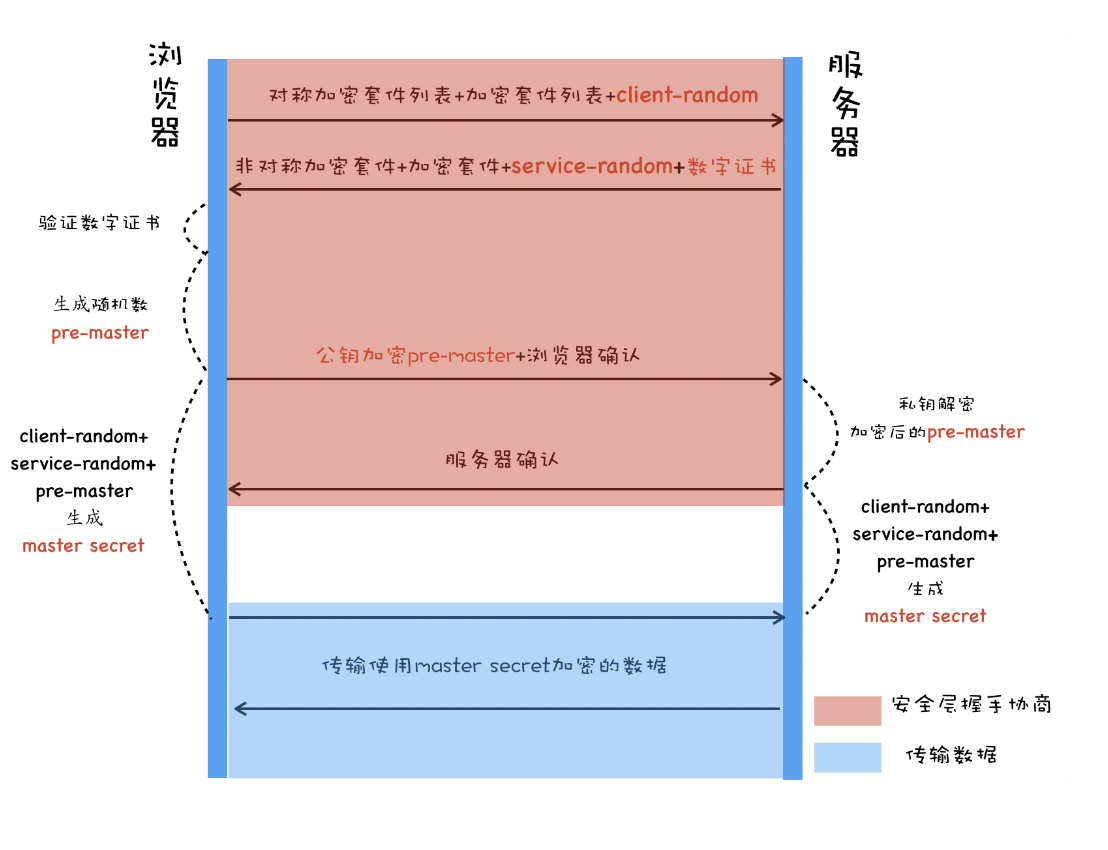 浏览器
服务器
对称加密套件列表+加密套件列表+client-random
非对称加密套件+加密套件+service-random+数字证书
验证数字证书
生成随机数
pre-master
公钥加密pre-master+浏览器确认
私钥解密
加密后的pre-master
client-random+
service-random+
pre-master
生成
master secret
服务器确认
client-random+
service-random+
pre-master
生成
master secret
传输使用master secret加密的数据
安全层握手协商
传输数据